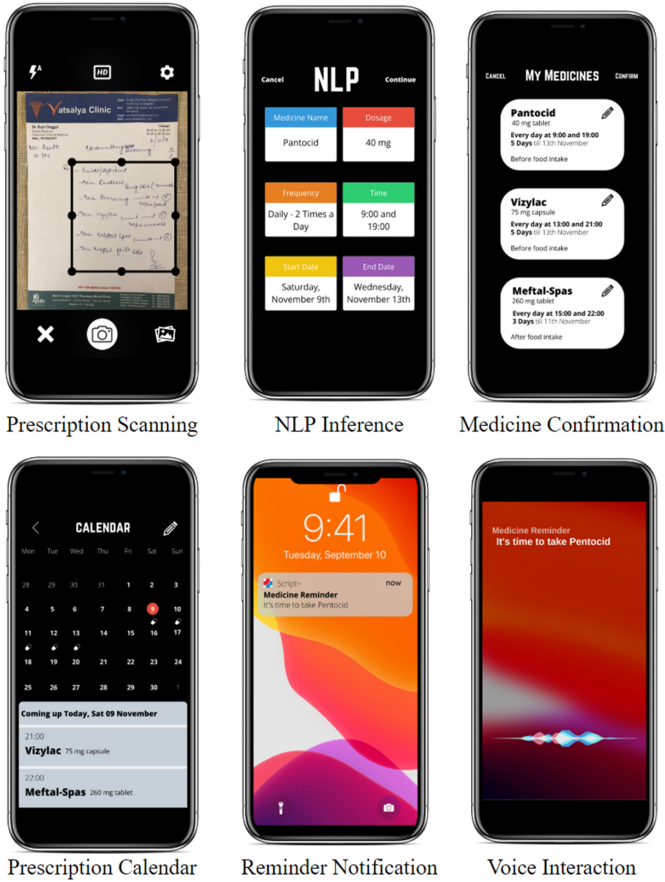 HD
Vatsalya Clinic
Prescription Scanning
Cancel NLP Continue
Medicine Name Dosage
Pantocid 40 mg
Frequency Time
Daily - 2 Times a Day 9:00 and 19:00
Start Date End Date
Saturday, November 9th Wednesday, November 13th
NLP Inference
CANCEL MY MEDICINES CONFIRM
Pantocid
40 mg tablet
Every day at 9:00 and 19:00
5 Days till 13th November
Before food intake
Vizylac
75 mg capsule
Every day at 13:00 and 21:00
5 Days till 13th November
Before food intake
Meftal-Spas
260 mg tablet
Every day at 15:00 and 22:00
3 Days till 11th November
After food intake
Medicine Confirmation
CALENDAR
Mon Tue Wed Thu Fri Sat Sun
28 29 30 31 1 2 3
4 5 6 7 8 9 10
11 12 13 14 15 16 17
18 19 20 21 22 23 24
25 26 27 28 29 30 1
Coming up Today, Sat 09 November
21:00
Vizylac 75 mg capsule
22:00
Meftal-Spas 260 mg tablet
Prescription Calendar
9:41
Tuesday, September 10
Script+ now
Medicine Reminder
It's time to take Pentocid
Reminder Notification
Medicine Reminder
It's time to take Pentocid
Voice Interaction